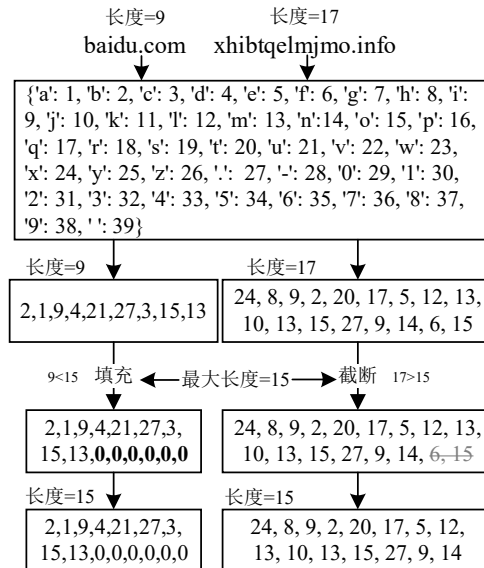 长度=9 长度=17
baidu.com xhibtqelmjmo.info
{'a': 1, 'b': 2, 'c': 3, 'd': 4, 'e': 5, 'f': 6, 'g': 7, 'h': 8, 'i':
9, 'j': 10, 'k': 11, 'l': 12, 'm': 13, 'n':14, 'o': 15, 'p': 16,
'q': 17, 'r': 18, 's': 19, 't': 20, 'u': 21, 'v': 22, 'w': 23,
'x': 24, 'y': 25, 'z': 26, '.': 27, '-': 28, '0': 29, '1': 30,
'2': 31, '3': 32, '4': 33, '5': 34, '6': 35, '7': 36, '8': 37,
'9': 38, ' ': 39}
长度=9 长度=17
2,1,9,4,21,27,3,15,13
24, 8, 9, 2, 20, 17, 5, 12, 13,
10, 13, 15, 27, 9, 14, 6, 15
9<15 填充 最大长度=15 截断 17>15
2,1,9,4,21,27,3,
15,13,0,0,0,0,0,0
24, 8, 9, 2, 20, 17, 5, 12, 13,
10, 13, 15, 27, 9, 14, 6, 15
长度=15 长度=15
2,1,9,4,21,27,3,
15,13,0,0,0,0,0,0
24, 8, 9, 2, 20, 17, 5, 12,
13, 10, 13, 15, 27, 9, 14